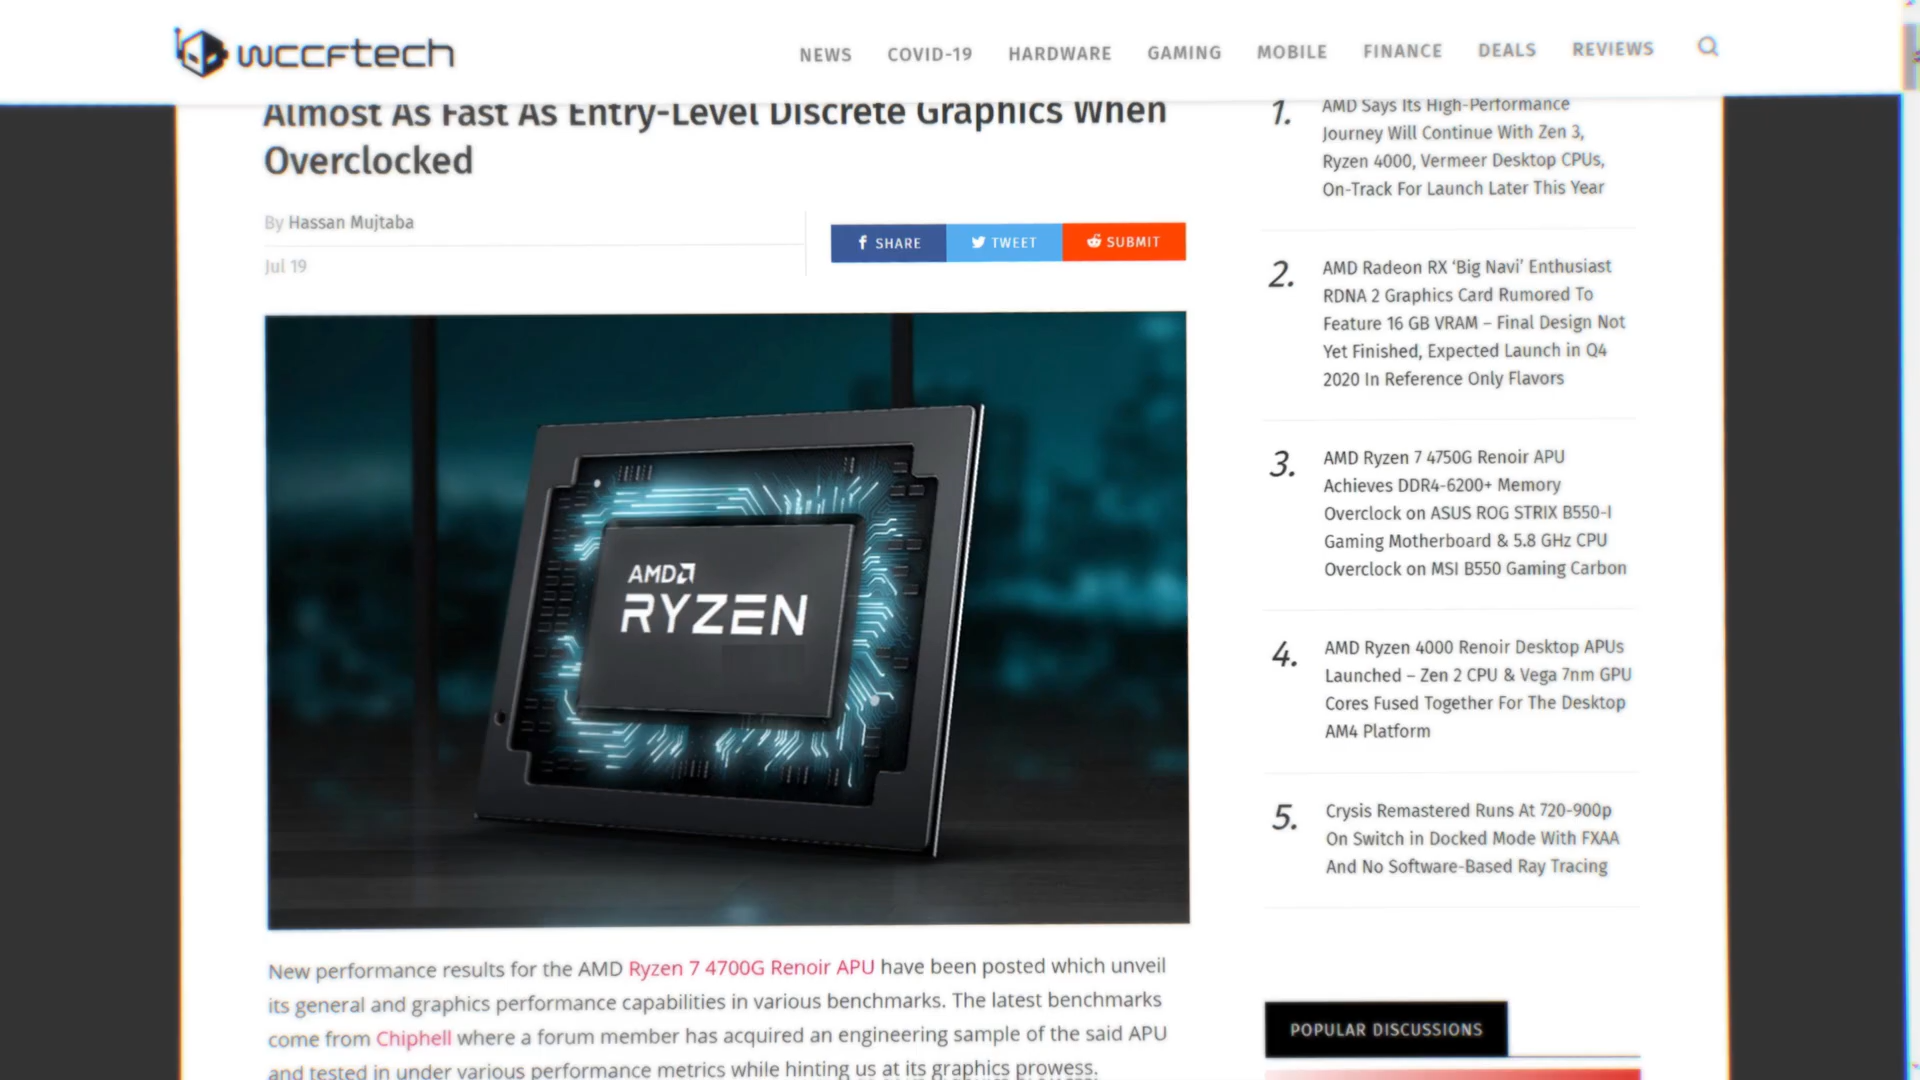 wccFtech
NEWS COVID-19 HARDWARE GAMING MOBILE FINANCE DEALS REVIEWS
Almost As Fast As Entry-Level Discrete Graphics When
Overclocked
By Hassan Mujtaba
Jul 19
SHARE TWEET SUBMIT
AMD
RYZEN
New performance results for the AMD Ryzen 7 4700G Renoir APU have been posted which unveil
its general and graphics performance capabilities in various benchmarks. The latest benchmarks
come from Chiphell where a forum member has acquired an engineering sample of the said APU
and tested in under various performance metrics while hinting us at its graphics prowess.
1. AMD Says Its High-Performance
Journey Will Continue With Zen 3,
Ryzen 4000, Vermeer Desktop CPUs,
On-Track For Launch Later This Year
2. AMD Radeon RX ‘Big Navi’ Enthusiast
RDNA 2 Graphics Card Rumored To
Feature 16 GB VRAM – Final Design Not
Yet Finished, Expected Launch in Q4
2020 In Reference Only Flavors
3. AMD Ryzen 7 4750G Renoir APU
Achieves DDR4-6200+ Memory
Overclock on ASUS ROG STRIX B550-I
Gaming Motherboard & 5.8 GHz CPU
Overclock on MSI B550 Gaming Carbon
4. AMD Ryzen 4000 Renoir Desktop APUs
Launched – Zen 2 CPU & Vega 7nm GPU
Cores Fused Together For The Desktop
AM4 Platform
5. Crysis Remastered Runs At 720-900p
On Switch in Docked Mode With FXAA
And No Software-Based Ray Tracing
POPULAR DISCUSSIONS